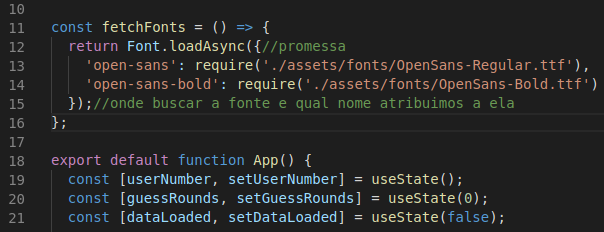 10
11 const fetchFonts = () => {
12   return Font.loadAsync({//promessa
13     'open-sans': require('./assets/fonts/OpenSans-Regular.ttf'),
14     'open-sans-bold': require('./assets/fonts/OpenSans-Bold.ttf')
15   });//onde buscar a fonte e qual nome atribuimos a ela
16 };
17
18 export default function App() {
19   const [userNumber, setUserNumber] = useState();
20   const [guessRounds, setGuessRounds] = useState(0);
21   const [dataLoaded, setDataLoaded] = useState(false);